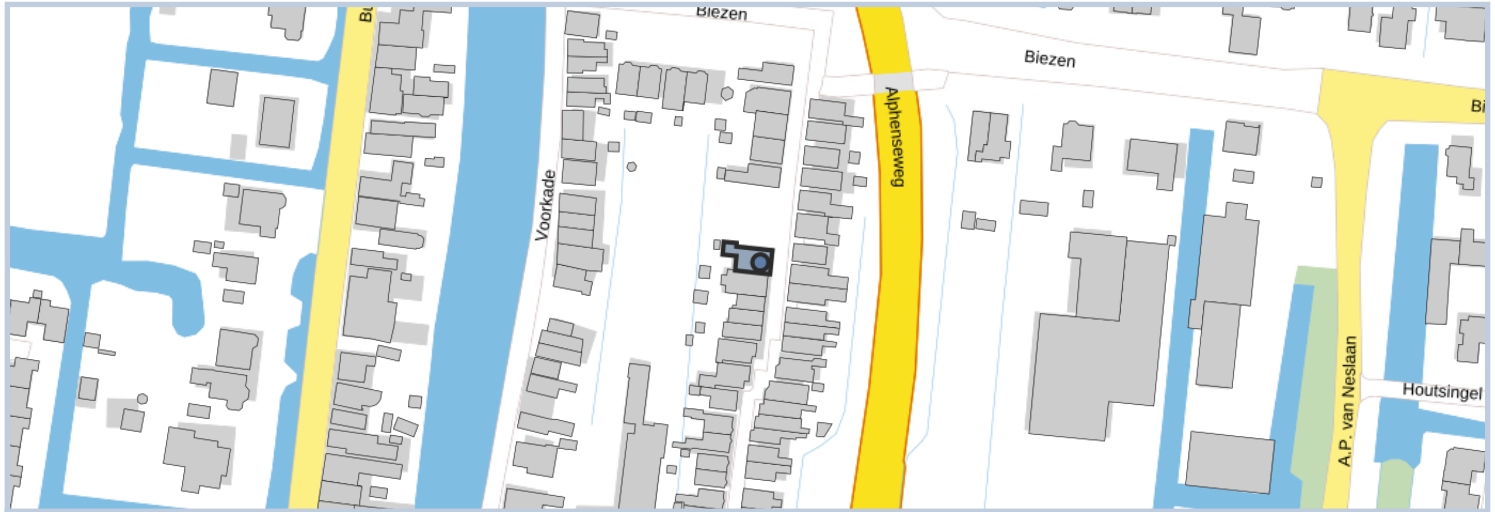 Biezen
Biezen
Alphenseweg
Voorkade
A.P. van Neslaan
Houtsingel